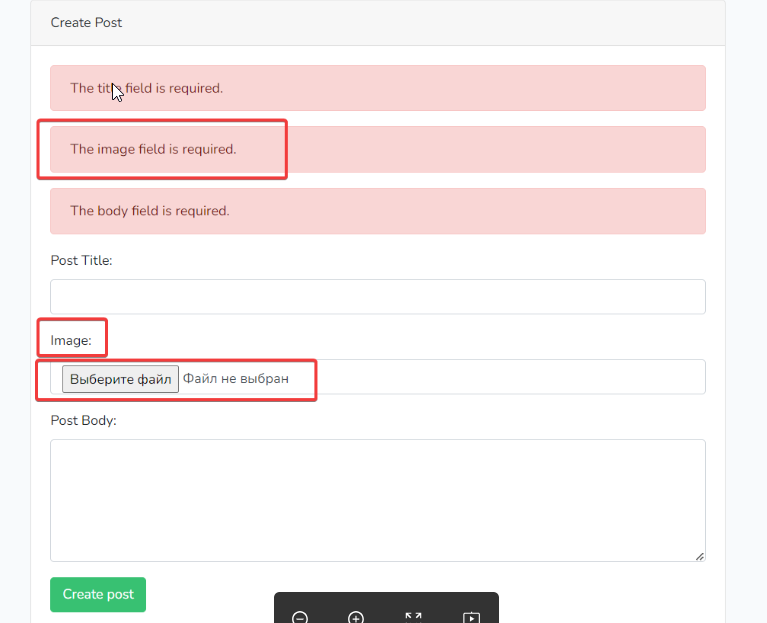 Create Post
The title field is required.
The image field is required.
The body field is required.
Post Title:
Image:
Выберите файл Файл не выбран
Post Body:
Create post